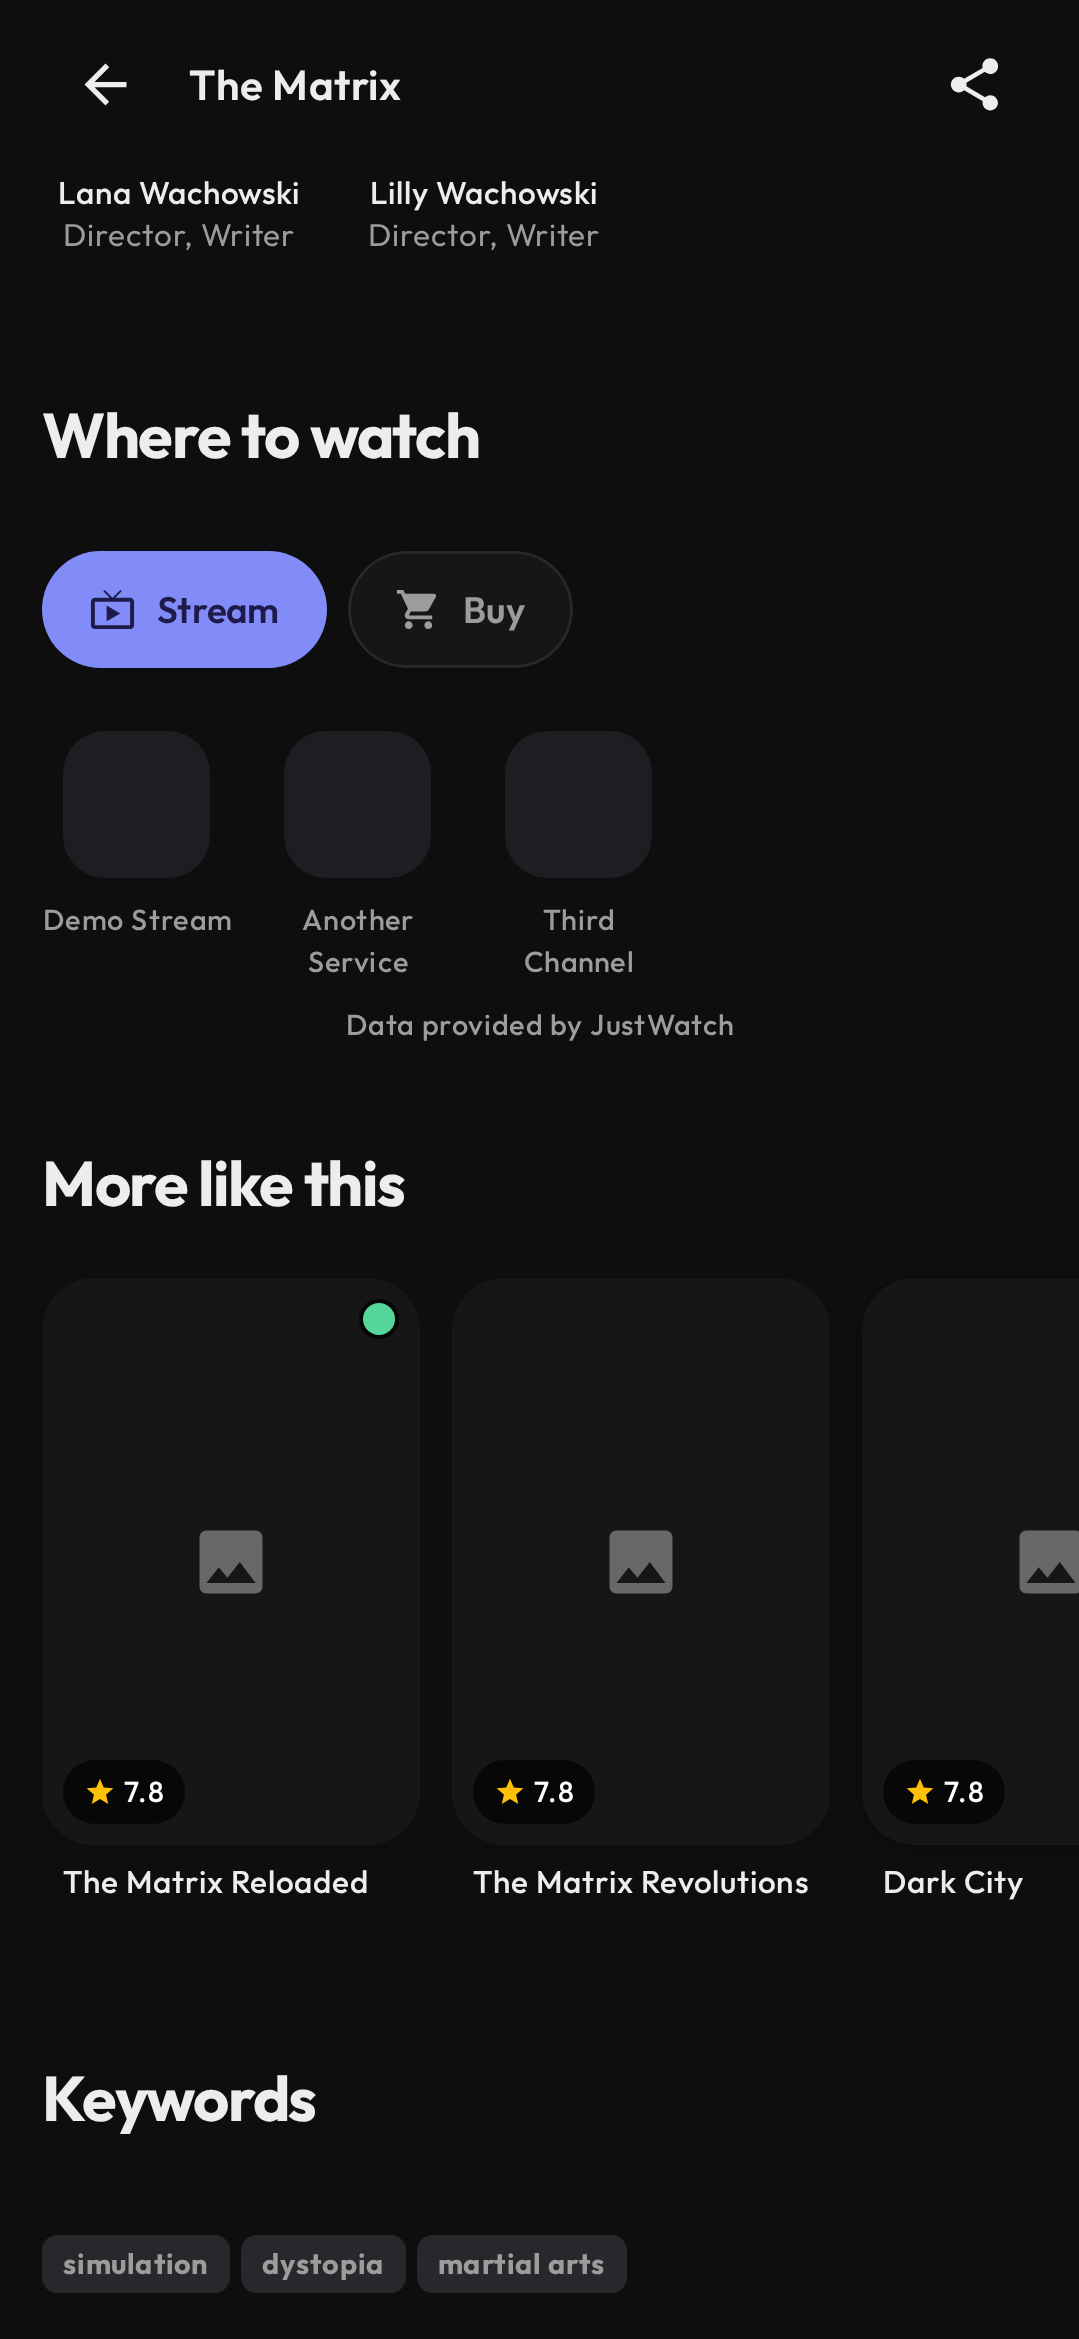 The Matrix
Lana Wachowski
Director, Writer
Lilly Wachowski
Director, Writer
Where to watch
Stream
Buy
Demo Stream
Another
Service
Third
Channel
Data provided by JustWatch
More like this
7.8
The Matrix Reloaded
7.8
The Matrix Revolutions
7.8
Dark City
Keywords
simulation
dystopia
martial arts